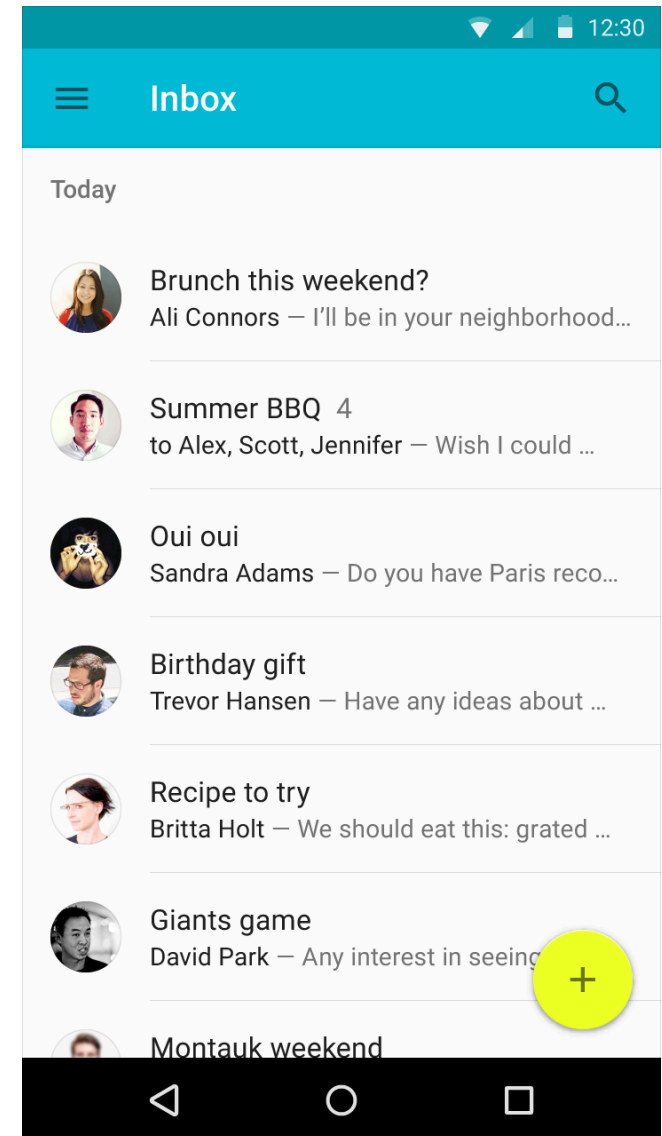 12:30
Inbox
Today
Brunch this weekend?
Ali Connors — I'll be in your neighborhood…
Summer BBQ 4
to Alex, Scott, Jennifer — Wish I could …
Oui oui
Sandra Adams — Do you have Paris reco…
Birthday gift
Trevor Hansen — Have any ideas about …
Recipe to try
Britta Holt — We should eat this: grated …
Giants game
David Park — Any interest in seeing
Montauk weekend